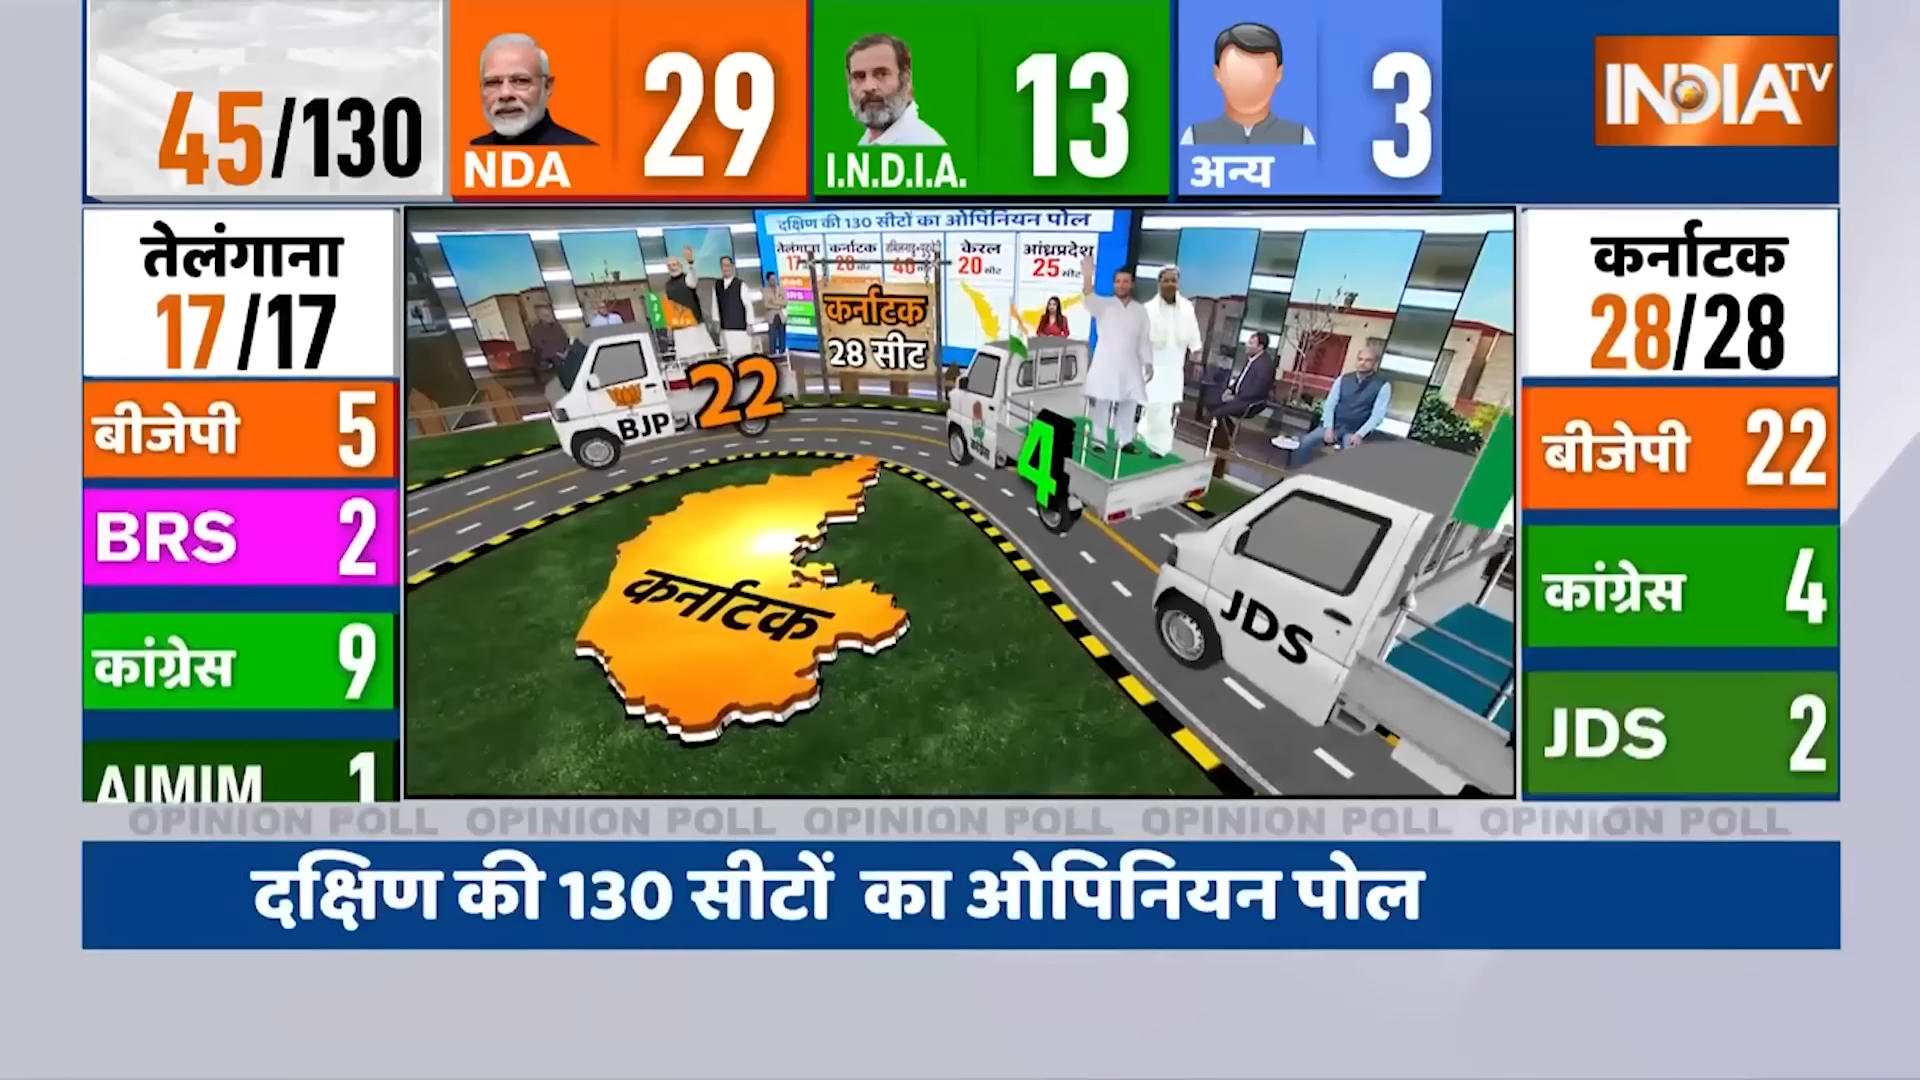 45/130
NDA 29
I.N.D.I.A. 13
अन्य 3
INDIA TV
तेलंगाना
17/17
बीजेपी 5
BRS 2
कांग्रेस 9
AIMIM 1
दक्षिण की 130 सीटों का ओपिनियन पोल
तेलंगाना कर्नाटक केरल आंध्रप्रदेश
17 28 सीट 40 20 सीट 25 सीट
कर्नाटक
28 सीट
BJP 22
4
कर्नाटक
JDS
कर्नाटक
28/28
बीजेपी 22
कांग्रेस 4
JDS 2
OPINION POLL OPINION POLL OPINION POLL OPINION POLL OPINION POLL
दक्षिण की 130 सीटों का ओपिनियन पोल